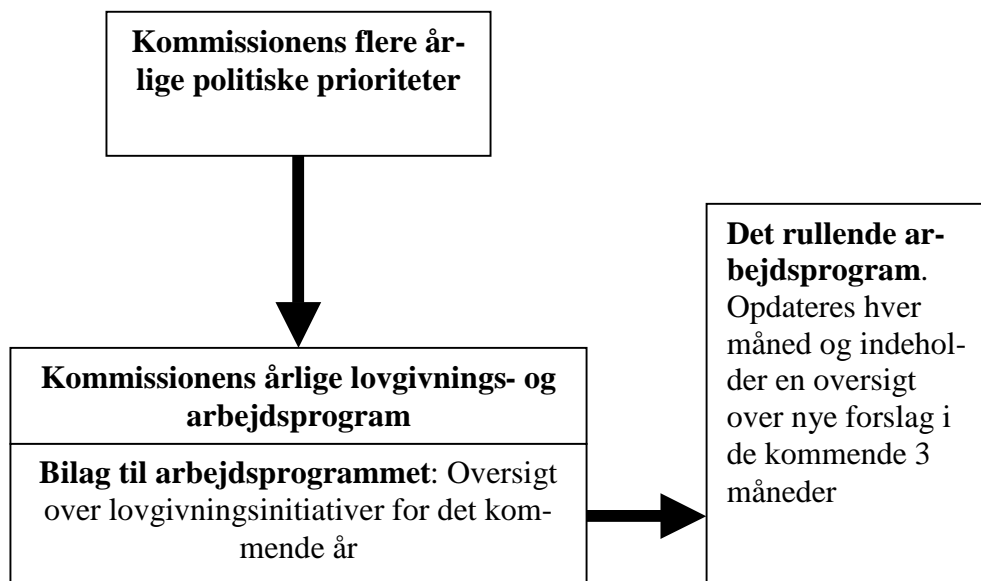 Kommissionens flere år-
lige politiske prioriteter
Kommissionens årlige lovgivnings- og
arbejdsprogram
Bilag til arbejdsprogrammet: Oversigt
over lovgivningsinitiativer for det kom-
mende år
Det rullende ar-
bejdsprogram.
Opdateres hver
måned og indehol-
der en oversigt
over nye forslag i
de kommende 3
måneder